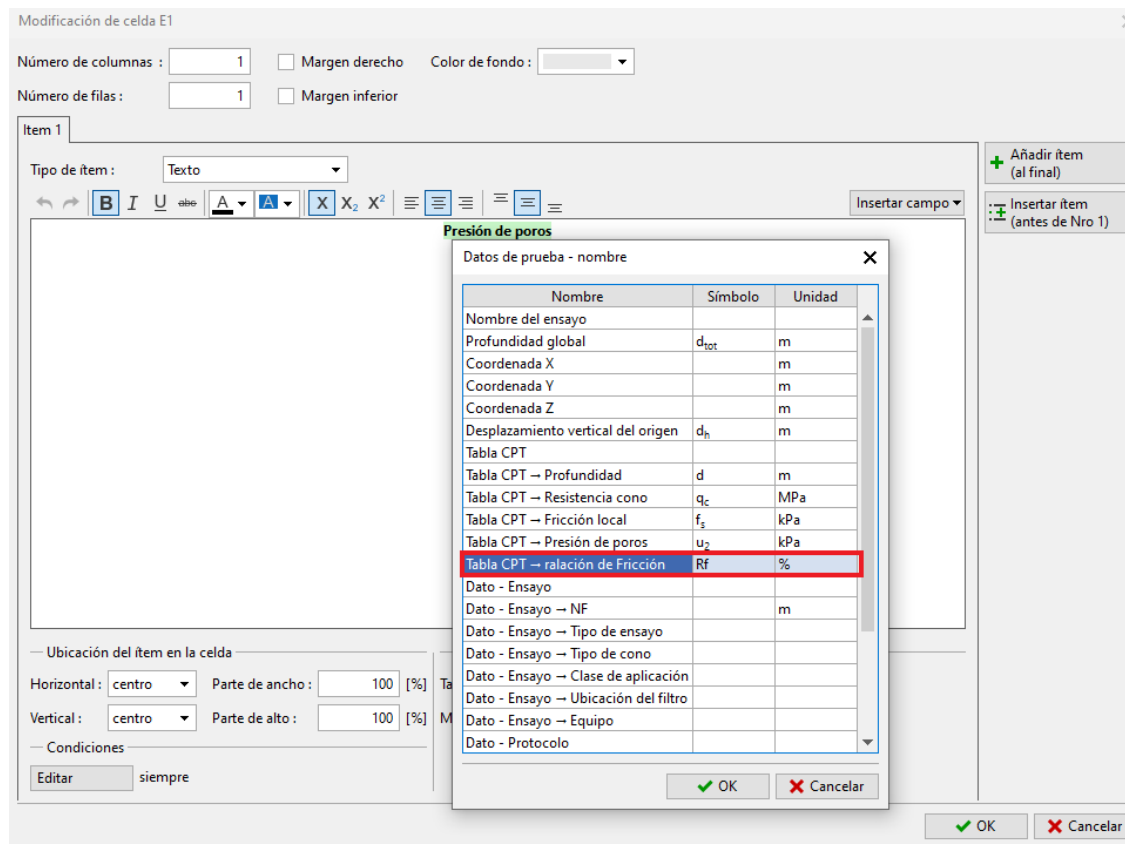 Modificación de celda E1
Número de columnas : 1 Margen derecho Color de fondo :
Número de filas : 1 Margen inferior
Item 1
Tipo de ítem : Texto
B I U abc A A X X₂ X² Insertar campo
Añadir ítem
(al final)
Insertar ítem
(antes de Nro 1)
Presión de poros
Datos de prueba - nombre
Nombre Símbolo Unidad
Nombre del ensayo
Profundidad global dtot m
Coordenada X m
Coordenada Y m
Coordenada Z m
Desplazamiento vertical del origen dh m
Tabla CPT
Tabla CPT → Profundidad d m
Tabla CPT → Resistencia cono qc MPa
Tabla CPT → Fricción local fs kPa
Tabla CPT → Presión de poros u2 kPa
Tabla CPT → ralación de Fricción Rf %
Dato - Ensayo
Dato - Ensayo → NF m
Dato - Ensayo → Tipo de ensayo
Dato - Ensayo → Tipo de cono
Dato - Ensayo → Clase de aplicación
Dato - Ensayo → Ubicación del filtro
Dato - Ensayo → Equipo
Dato - Protocolo
OK Cancelar
Ubicación del ítem en la celda
Horizontal : centro Parte de ancho : 100 [%]
Vertical : centro Parte de alto : 100 [%]
Condiciones
Editar siempre
OK Cancelar